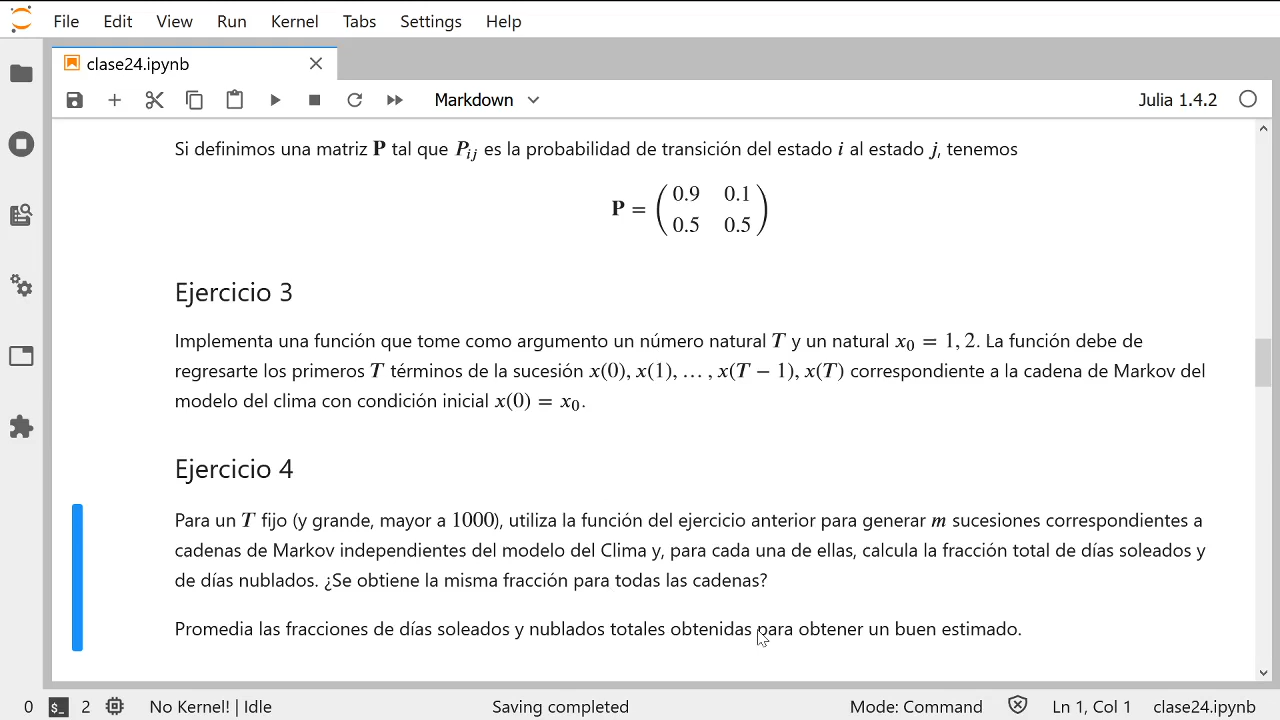 File Edit View Run Kernel Tabs Settings Help
clase24.ipynb
Markdown
Julia 1.4.2
Si definimos una matriz P tal que P_{ij} es la probabilidad de transición del estado i al estado j, tenemos
P = ( 0.9 0.1
0.5 0.5 )
Ejercicio 3
Implementa una función que tome como argumento un número natural T y un natural x_0 = 1, 2. La función debe de
regresarte los primeros T términos de la sucesión x(0), x(1), … , x(T − 1), x(T) correspondiente a la cadena de Markov del
modelo del clima con condición inicial x(0) = x_0.
Ejercicio 4
Para un T fijo (y grande, mayor a 1000), utiliza la función del ejercicio anterior para generar m sucesiones correspondientes a
cadenas de Markov independientes del modelo del Clima y, para cada una de ellas, calcula la fracción total de días soleados y
de días nublados. ¿Se obtiene la misma fracción para todas las cadenas?
Promedia las fracciones de días soleados y nublados totales obtenidas para obtener un buen estimado.
0 $_ 2 No Kernel! | Idle Saving completed Mode: Command Ln 1, Col 1 clase24.ipynb